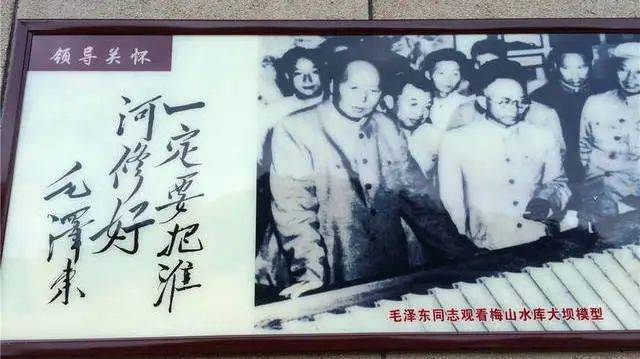 领导关怀
一定要把淮
河修好
毛泽东
毛泽东同志观看梅山水库大坝模型